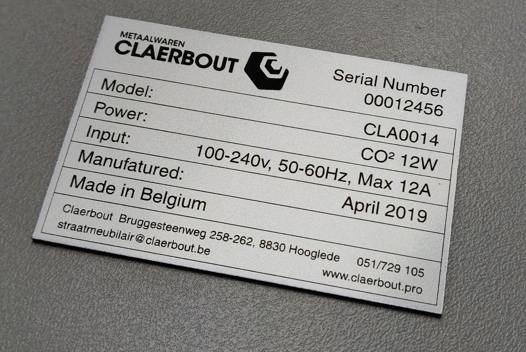 METAALWAREN
CLAERBOUT
Serial Number
00012456
Model: CLA0014
Power: CO² 12W
Input: 100-240v, 50-60Hz, Max 12A
Manufatured: April 2019
Made in Belgium
Claerbout Bruggesteenweg 258-262, 8830 Hooglede 051/729 105
straatmeubilair@claerbout.be www.claerbout.pro